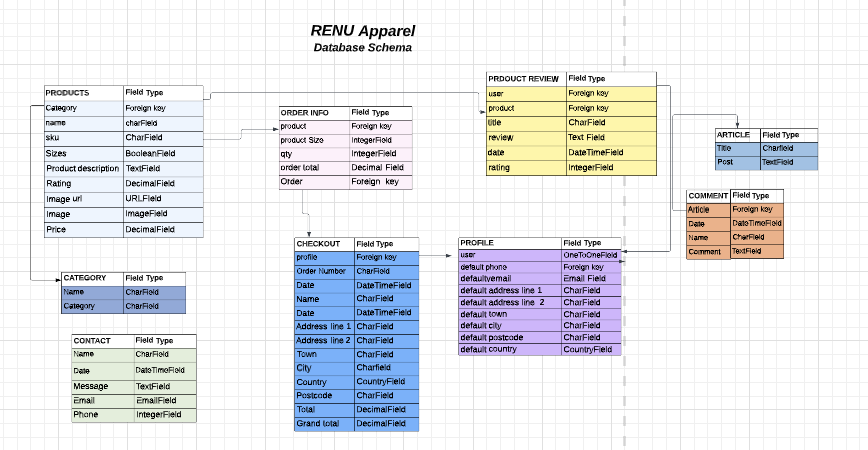 RENU Apparel
Database Schema
PRODUCTS Field Type
Category Foreign key
name charField
sku CharField
Sizes BooleanField
Product description TextField
Rating DecimalField
Image url URLField
Image ImageField
Price DecimalField
ORDER INFO Field Type
product Foreign key
product Size IntegerField
qty IntegerField
order total Decimal Field
Order Foreign key
PRDOUCT REVIEW Field Type
user Foreign key
product Foreign key
title CharField
review Text Field
date DateTimeField
rating IntegerField
ARTICLE Field Type
Title Charfield
Post TextField
COMMENT Field Type
Article Foreign key
Date DateTimeField
Name CharField
Comment TextField
CATEGORY Field Type
Name CharField
Category CharField
CHECKOUT Field Type
profile Foreign key
Order Number CharField
Date DateTimeField
Name CharField
Date DateTimeField
Address line 1 CharField
Address line 2 CharField
Town CharField
City Charfield
Country CountryField
Postcode CharField
Total DecimalField
Grand total DecimalField
PROFILE Field Type
user OneToOneField
default phone Foreign key
defaultvemail Email Field
default address line 1 CharField
default address line 2 CharField
default town CharField
default city CharField
default postcode CharField
default country CountryField
CONTACT Field Type
Name CharField
Date DateTimeField
Message TextField
Email EmailField
Phone IntegerField